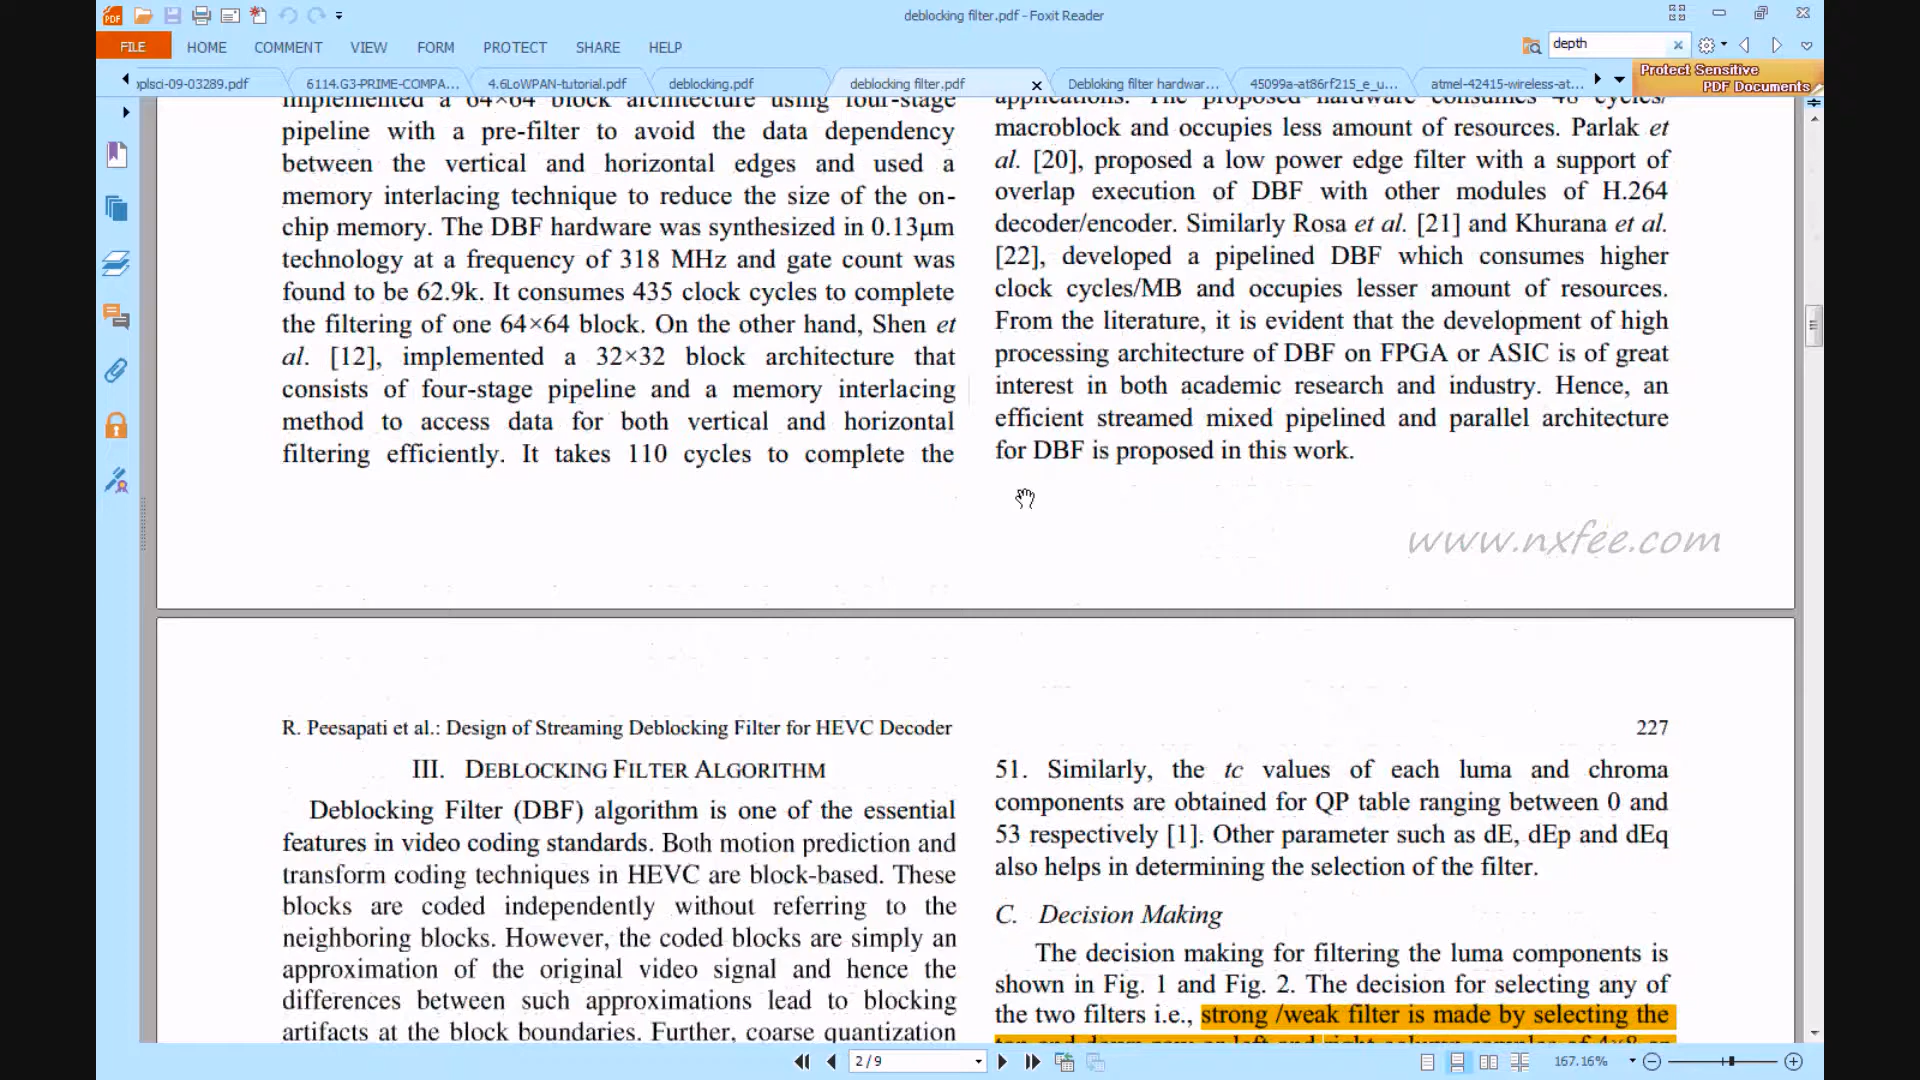 deblocking filter.pdf - Foxit Reader
FILE HOME COMMENT VIEW FORM PROTECT SHARE HELP
depth
oplsci-09-03289.pdf 6114.G3-PRIME-COMPA... 4.6LoWPAN-tutorial.pdf deblocking.pdf deblocking filter.pdf Debloking filter hardwar... 45099a-at86rf215_e_u... atmel-42415-wireless-at...
Protect Sensitive
PDF Documents
implemented a 64×64 block architecture using four-stage
pipeline with a pre-filter to avoid the data dependency
between the vertical and horizontal edges and used a
memory interlacing technique to reduce the size of the on-
chip memory. The DBF hardware was synthesized in 0.13μm
technology at a frequency of 318 MHz and gate count was
found to be 62.9k. It consumes 435 clock cycles to complete
the filtering of one 64×64 block. On the other hand, Shen et
al. [12], implemented a 32×32 block architecture that
consists of four-stage pipeline and a memory interlacing
method to access data for both vertical and horizontal
filtering efficiently. It takes 110 cycles to complete the
applications. The proposed hardware consumes 48 cycles/
macroblock and occupies less amount of resources. Parlak et
al. [20], proposed a low power edge filter with a support of
overlap execution of DBF with other modules of H.264
decoder/encoder. Similarly Rosa et al. [21] and Khurana et al.
[22], developed a pipelined DBF which consumes higher
clock cycles/MB and occupies lesser amount of resources.
From the literature, it is evident that the development of high
processing architecture of DBF on FPGA or ASIC is of great
interest in both academic research and industry. Hence, an
efficient streamed mixed pipelined and parallel architecture
for DBF is proposed in this work.
www.nxfee.com
R. Peesapati et al.: Design of Streaming Deblocking Filter for HEVC Decoder 227
III. DEBLOCKING FILTER ALGORITHM
Deblocking Filter (DBF) algorithm is one of the essential
features in video coding standards. Both motion prediction and
transform coding techniques in HEVC are block-based. These
blocks are coded independently without referring to the
neighboring blocks. However, the coded blocks are simply an
approximation of the original video signal and hence the
differences between such approximations lead to blocking
artifacts at the block boundaries. Further, coarse quantization
51. Similarly, the tc values of each luma and chroma
components are obtained for QP table ranging between 0 and
53 respectively [1]. Other parameter such as dE, dEp and dEq
also helps in determining the selection of the filter.
C. Decision Making
The decision making for filtering the luma components is
shown in Fig. 1 and Fig. 2. The decision for selecting any of
the two filters i.e., strong /weak filter is made by selecting the
2 / 9
167.16%